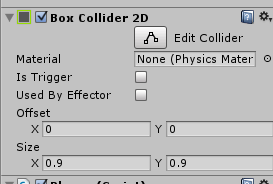 Box Collider 2D
Edit Collider
Material None (Physics Mater
Is Trigger
Used By Effector
Offset
X 0 Y 0
Size
X 0.9 Y 0.9